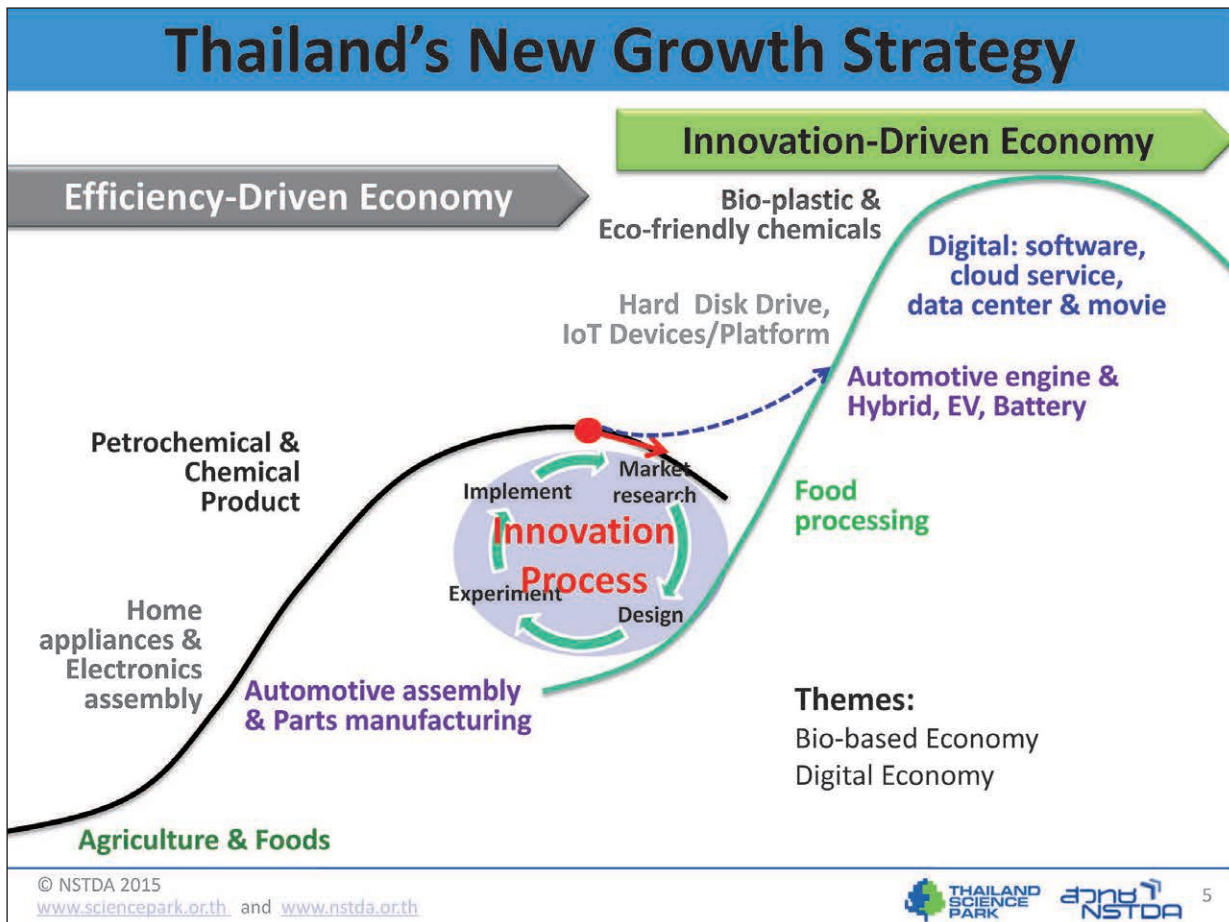 Thailand's New Growth Strategy
Innovation-Driven Economy
Efficiency-Driven Economy
Bio-plastic &
Eco-friendly chemicals
Digital: software,
cloud service,
data center & movie
Hard Disk Drive,
IoT Devices/Platform
Automotive engine &
Hybrid, EV, Battery
Petrochemical &
Chemical
Product
Implement
Market
research
Innovation
Process
Experiment
Design
Food
processing
Home
appliances &
Electronics
assembly
Automotive assembly
& Parts manufacturing
Themes:
Bio-based Economy
Digital Economy
Agriculture & Foods
© NSTDA 2015
www.sciencepark.or.th and www.nstda.or.th
THAILAND
SCIENCE
PARK
สวทช
NSTDA
5